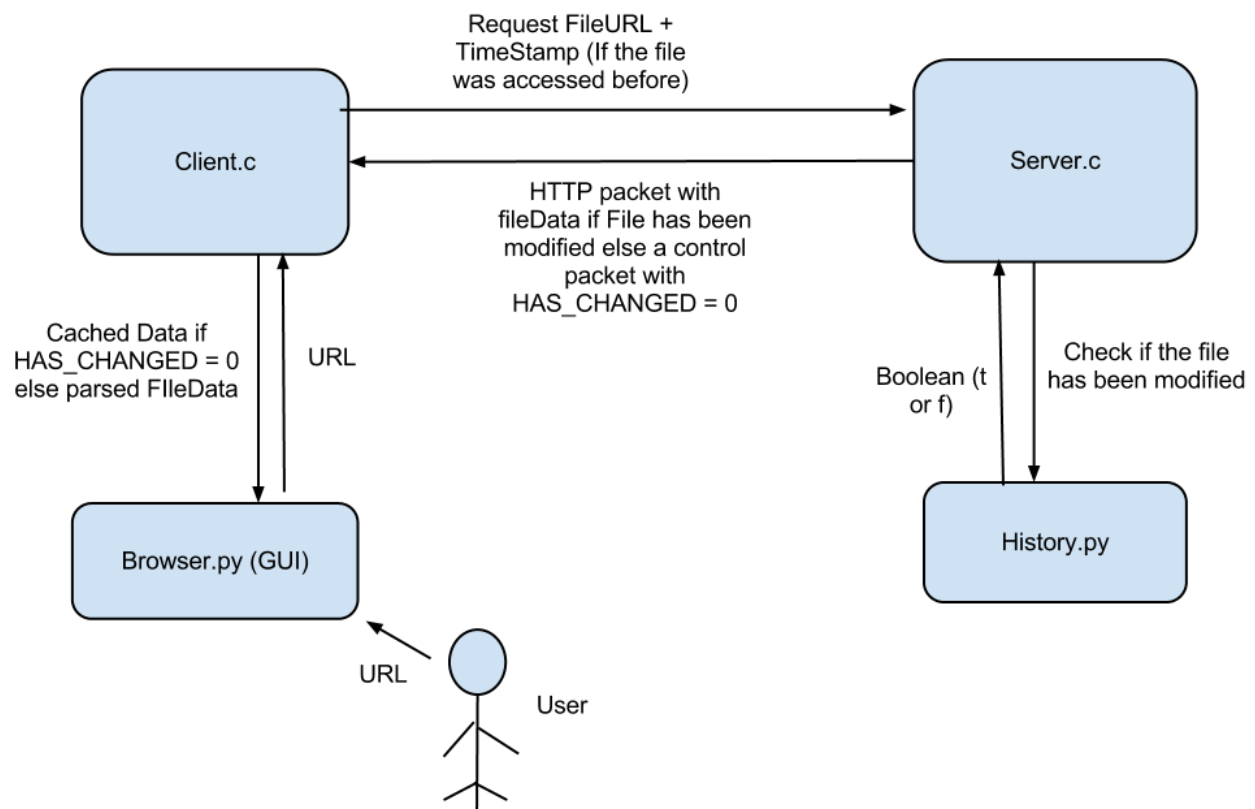 Request FileURL +
TimeStamp (If the file
was accessed before)
Client.c
Server.c
HTTP packet with
fileData if File has been
modified else a control
packet with
HAS_CHANGED = 0
Cached Data if
HAS_CHANGED = 0
else parsed FIleData
URL
Boolean (t
or f)
Check if the file
has been modified
Browser.py (GUI)
History.py
URL
User